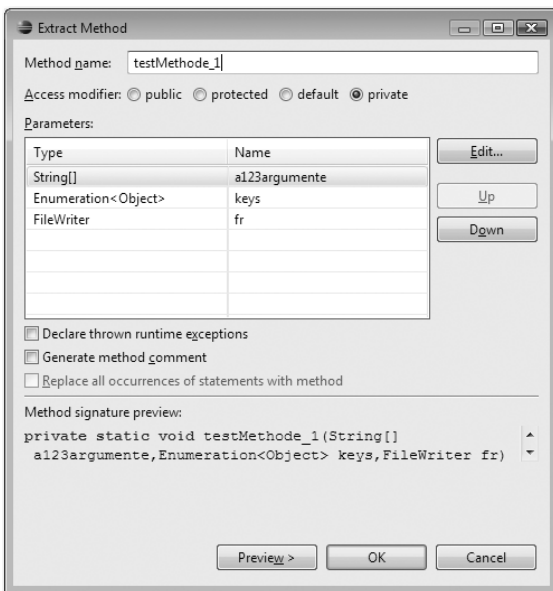 Extract Method
Method name: testMethode_1
Access modifier: public protected default private
Parameters:
Type Name
String[] a123argumente
Enumeration<Object> keys
FileWriter fr
Edit...
Up
Down
Declare thrown runtime exceptions
Generate method comment
Replace all occurrences of statements with method
Method signature preview:
private static void testMethode_1(String[]
a123argumente,Enumeration<Object> keys,FileWriter fr)
Preview > OK Cancel